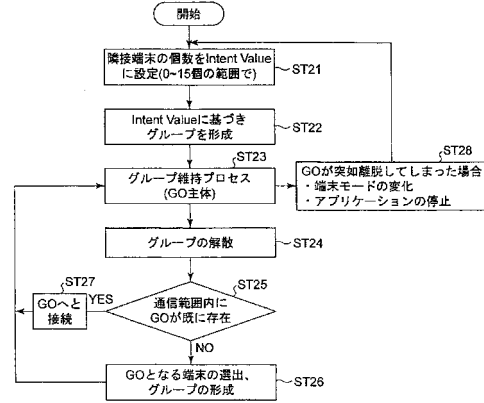 開始
隣接端末の個数をIntent Value
に設定(0~15個の範囲で)
ST21
Intent Valueに基づき
グループを形成
ST22
ST23
グループ維持プロセス
(GO主体)
ST28
GOが突如離脱してしまった場合
・端末モードの変化
・アプリケーションの停止
グループの解散
ST24
ST25
通信範囲内に
GOが既に存在
ST27
YES
GOへと
接続
NO
GOとなる端末の選出、
グループの形成
ST26